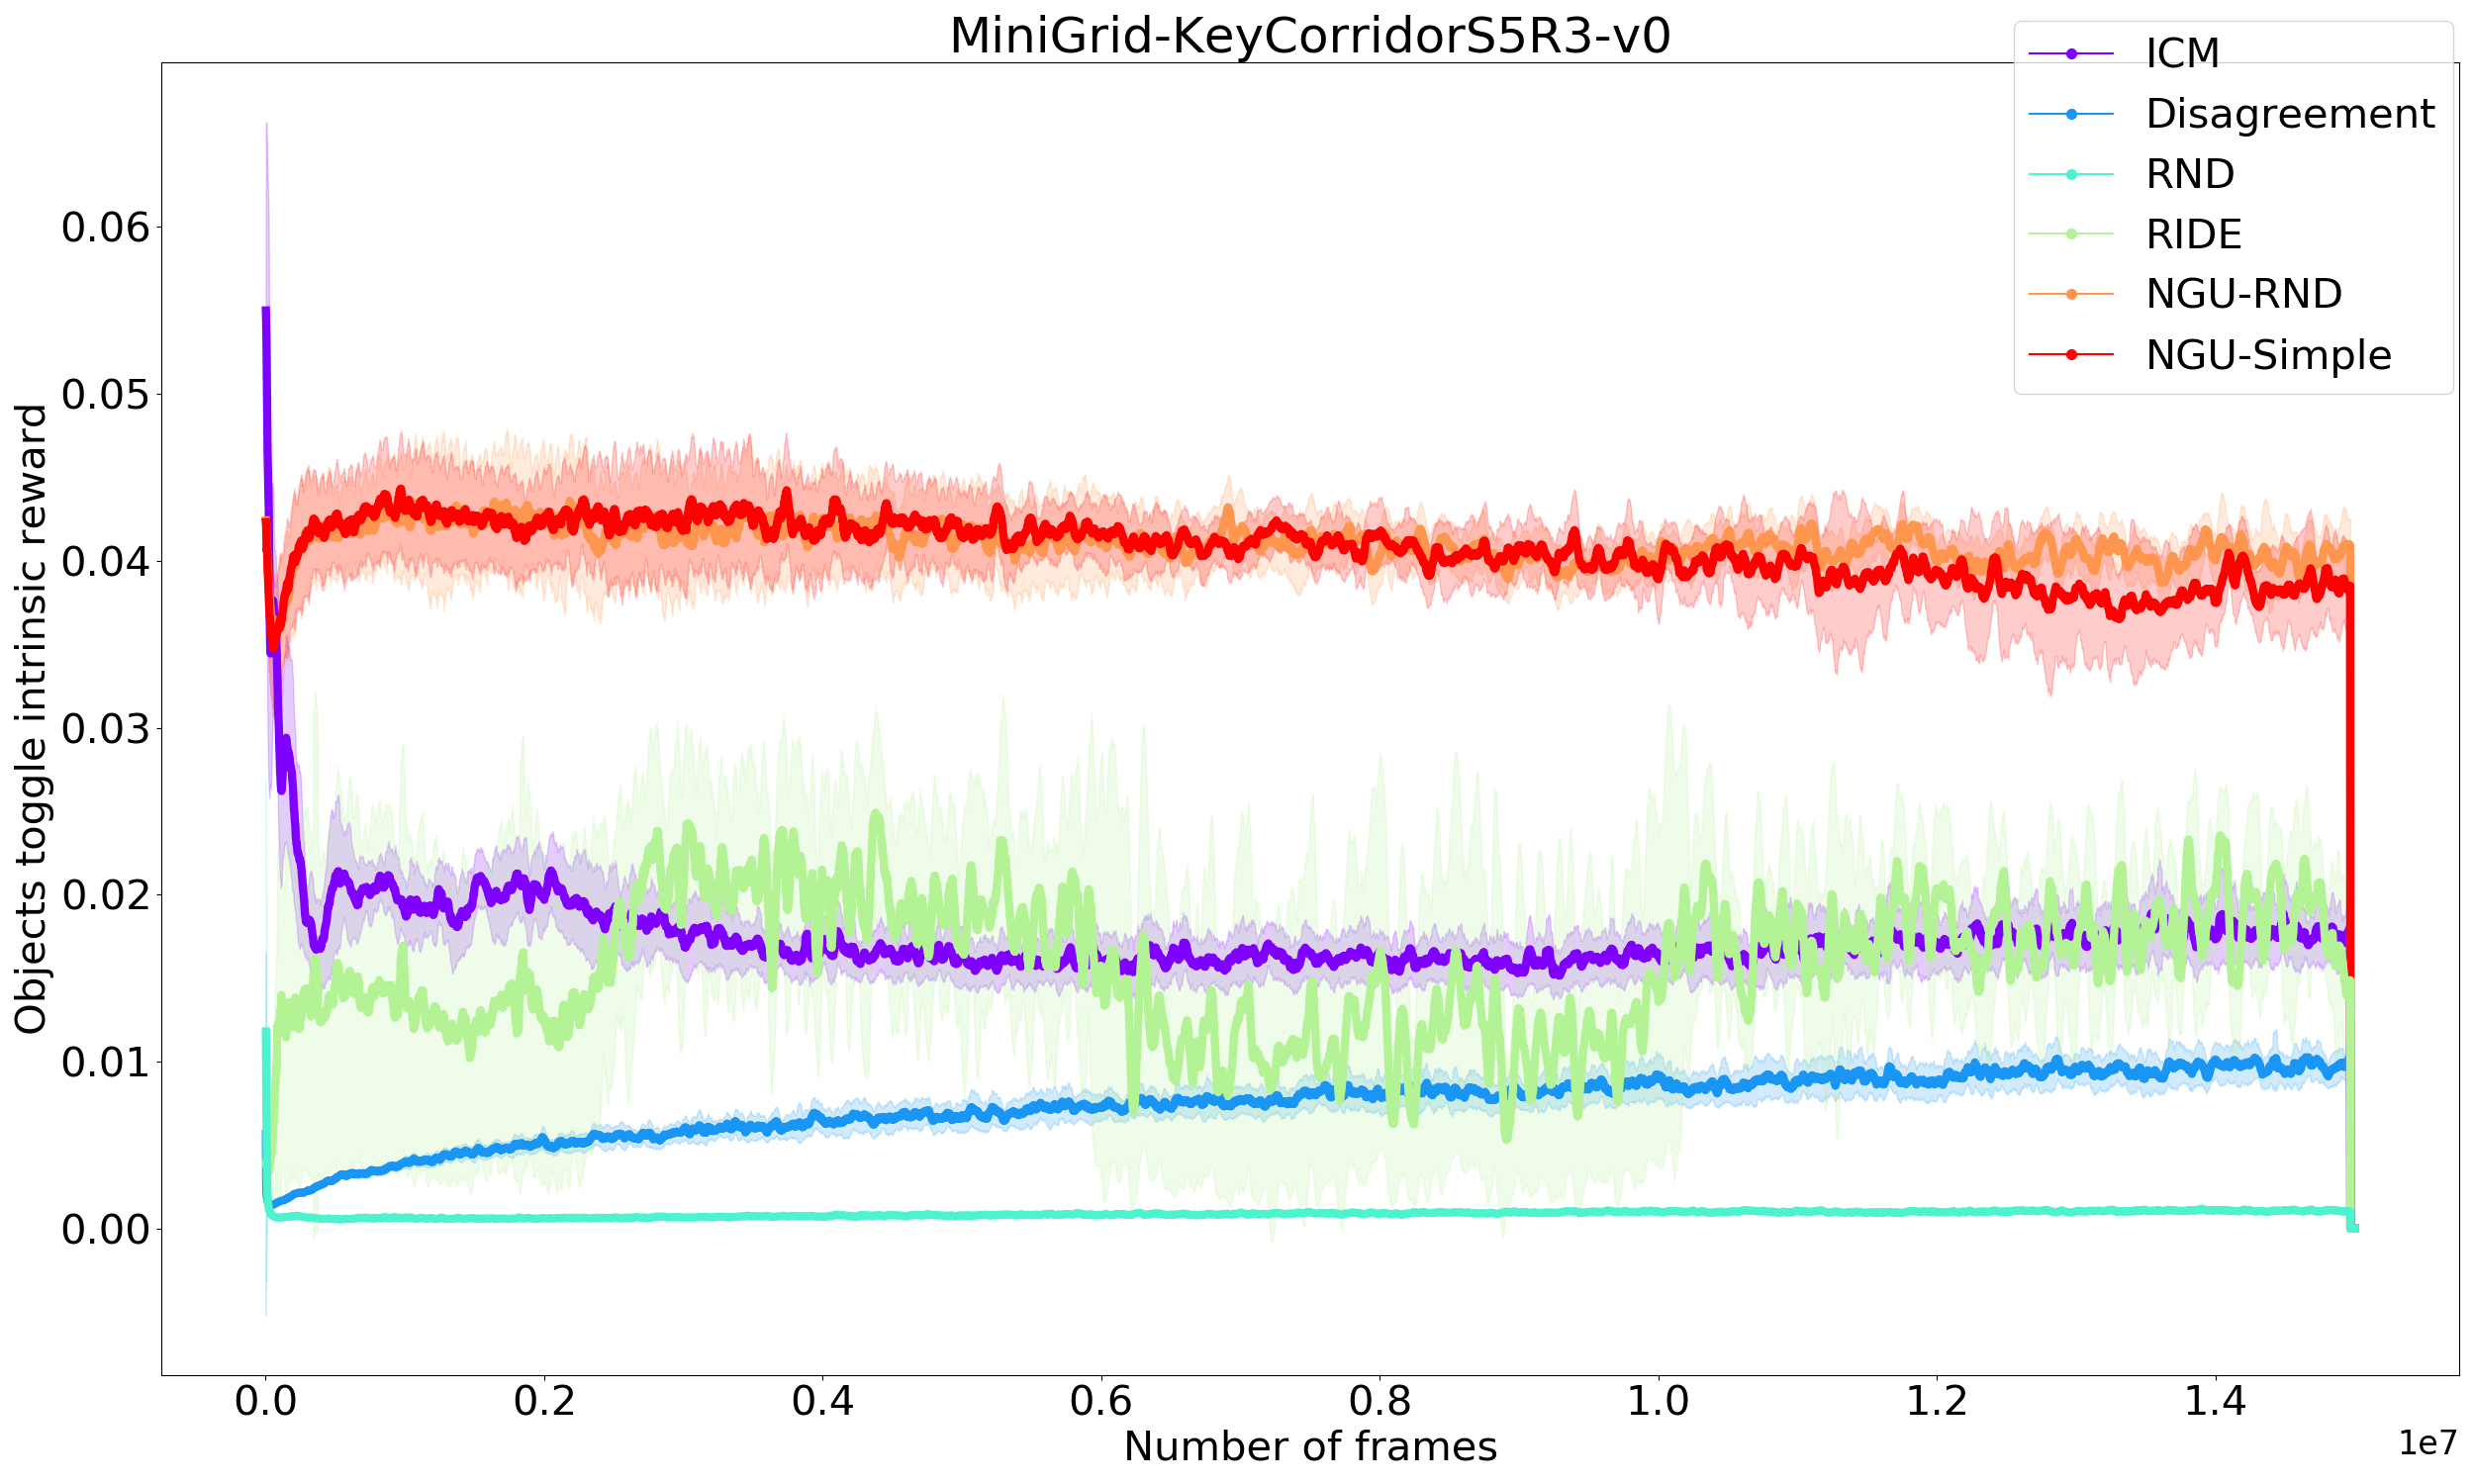 MiniGrid-KeyCorridorS5R3-v0
ICM
Disagreement
RND
RIDE
NGU-RND
NGU-Simple
Objects toggle intrinsic reward
0.06
0.05
0.04
0.03
0.02
0.01
0.00
0.0 0.2 0.4 0.6 0.8 1.0 1.2 1.4
Number of frames
1e7